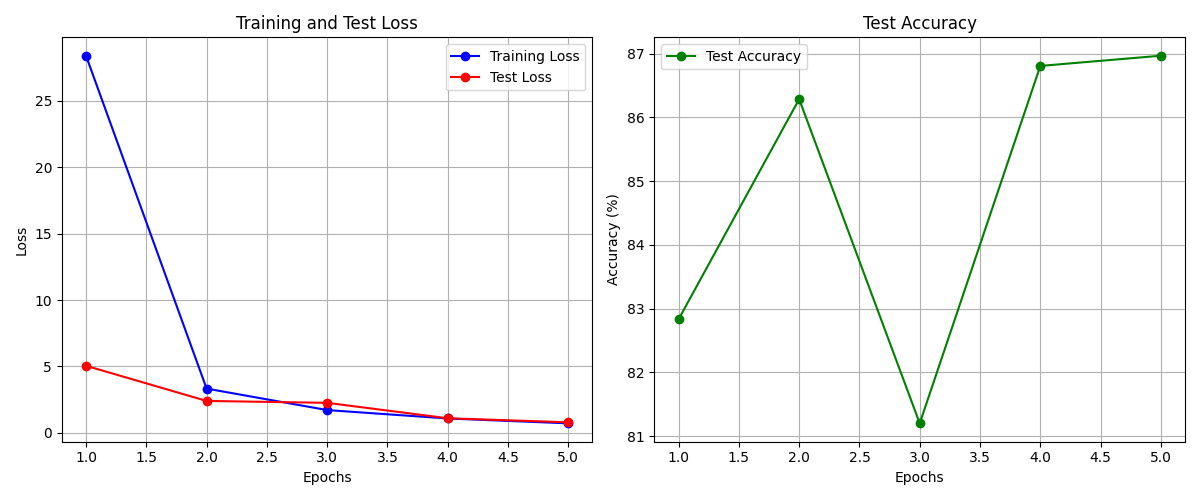 Training and Test Loss
Training Loss
Test Loss
Loss
25
20
15
10
5
0
1.0 1.5 2.0 2.5 3.0 3.5 4.0 4.5 5.0
Epochs
Test Accuracy
Test Accuracy
Accuracy (%)
87
86
85
84
83
82
81
1.0 1.5 2.0 2.5 3.0 3.5 4.0 4.5 5.0
Epochs